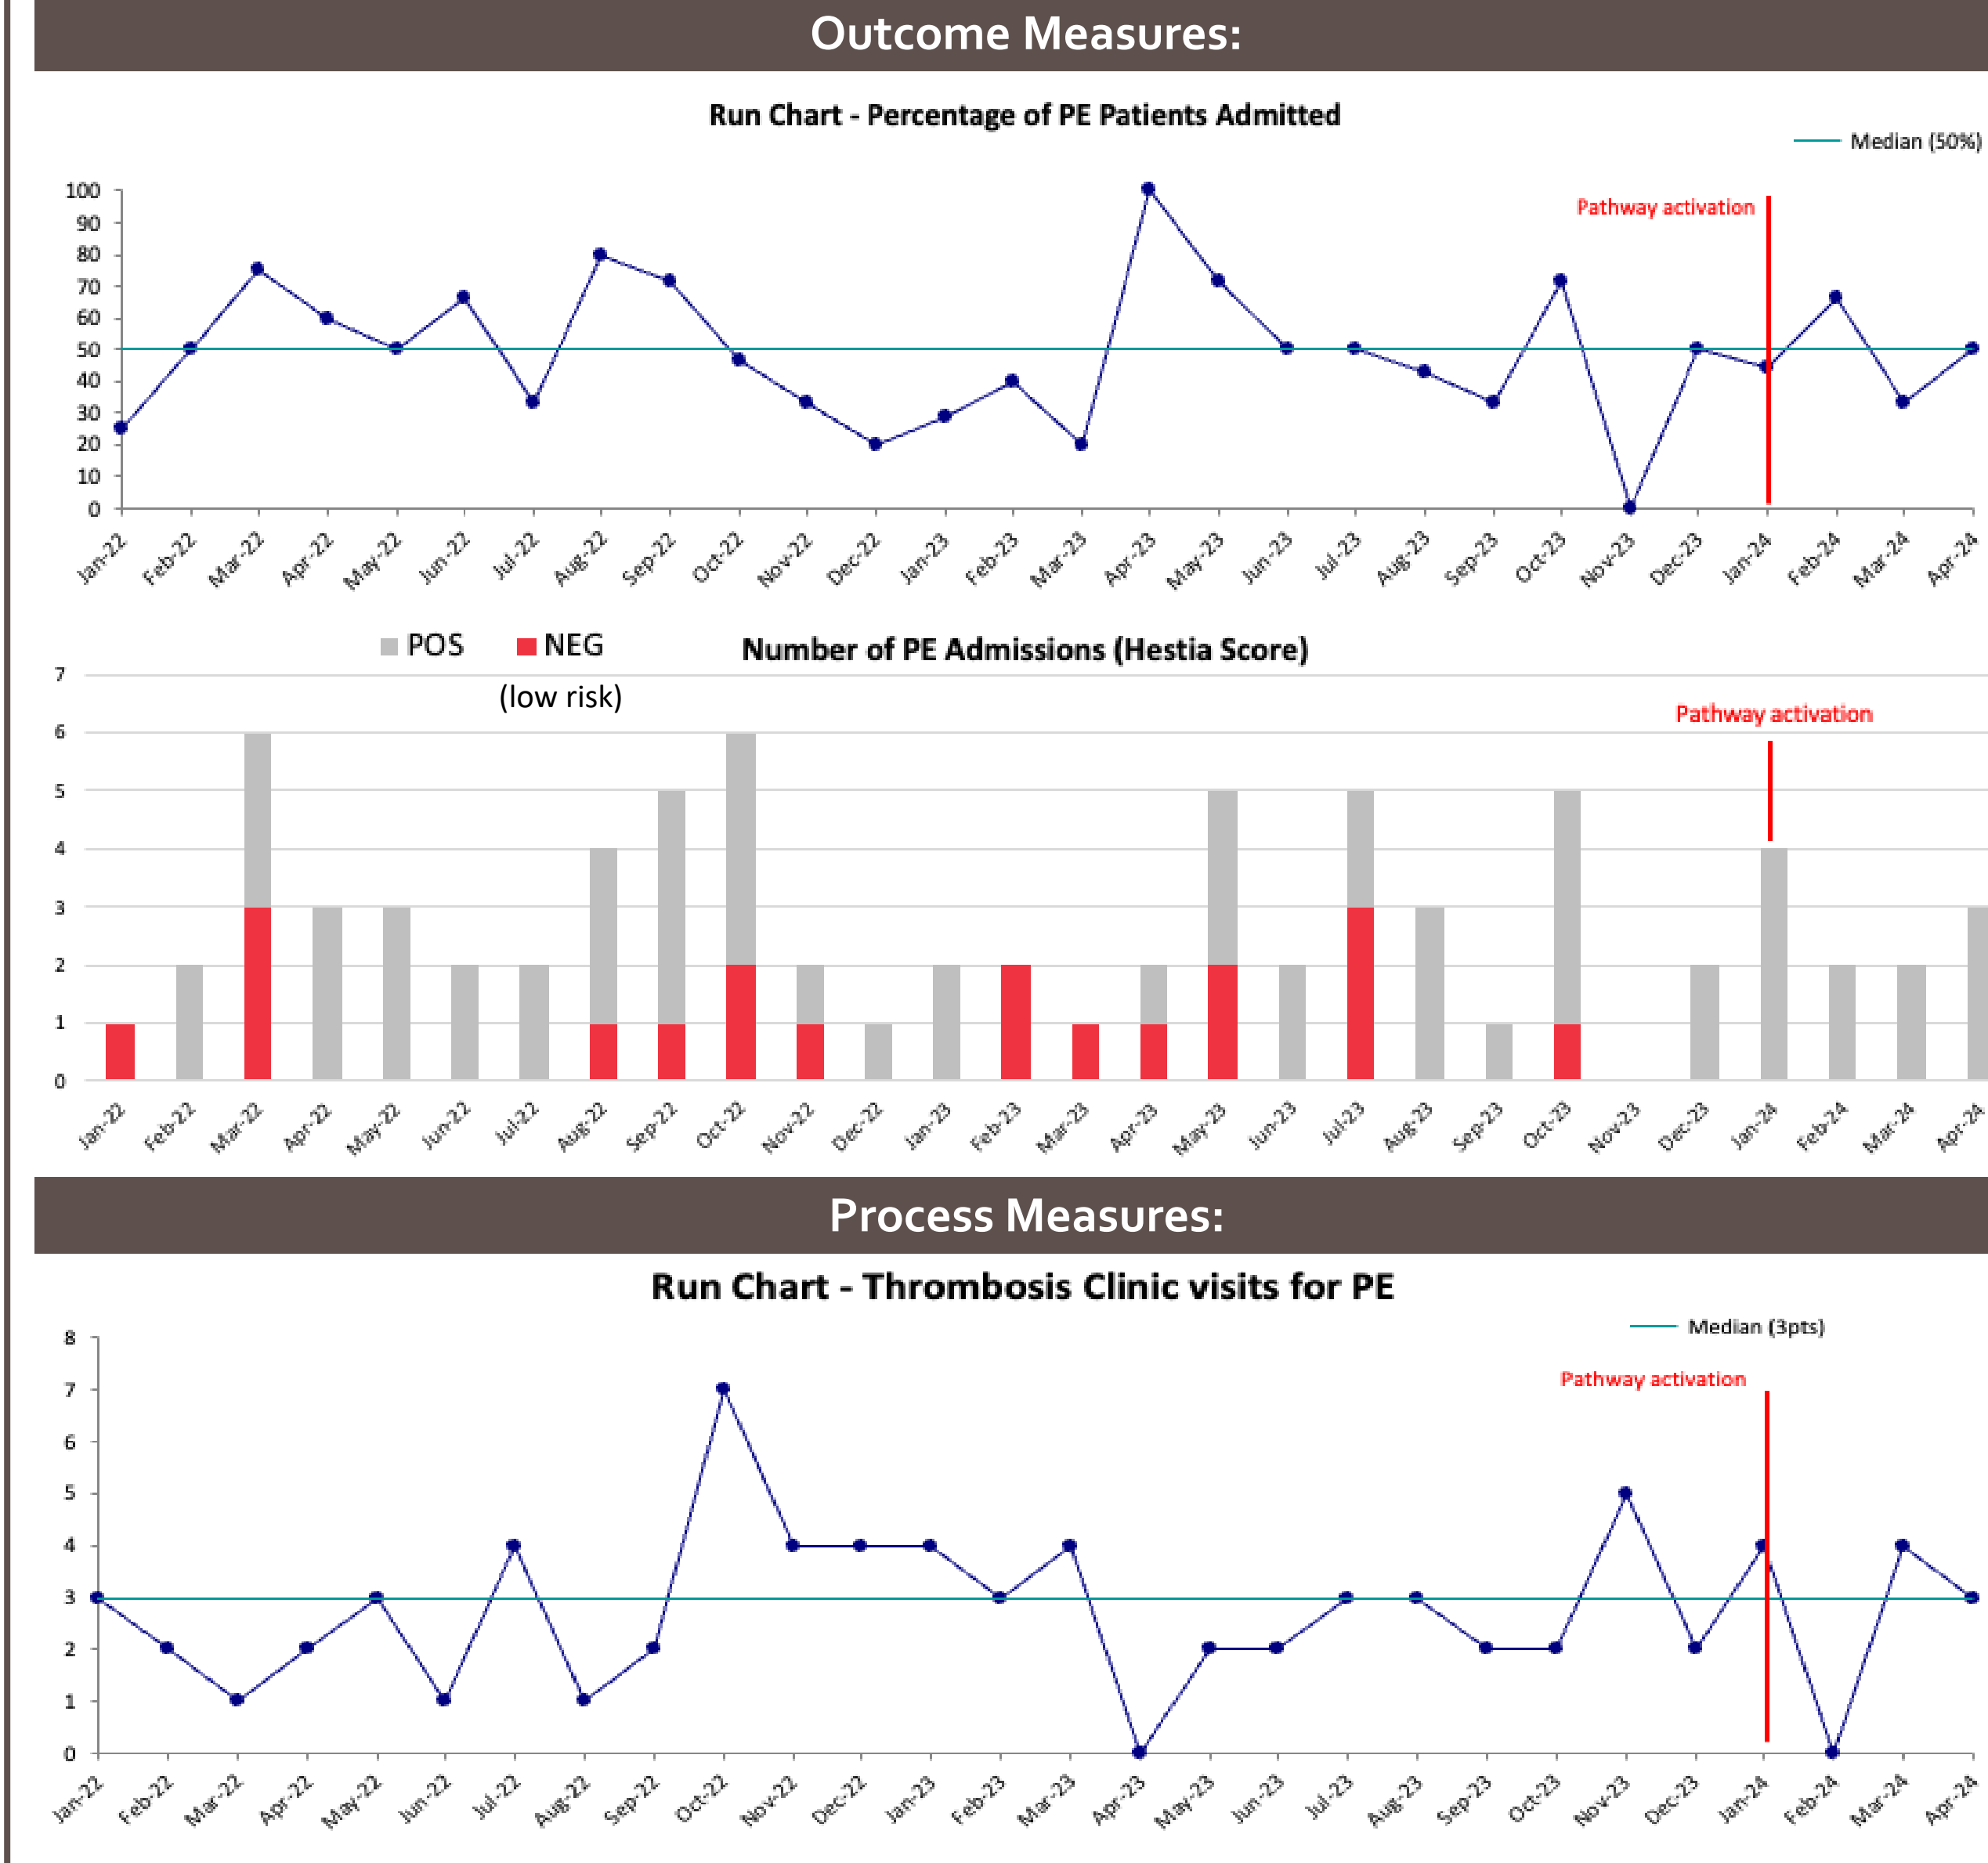 Outcome Measures:
Run Chart - Percentage of PE Patients Admitted
Median (50%)
Pathway activation
100
90
80
70
60
50
40
30
20
10
0
Jan-22 Feb-22 Mar-22 Apr-22 May-22 Jun-22 Jul-22 Aug-22 Sep-22 Oct-22 Nov-22 Dec-22 Jan-23 Feb-23 Mar-23 Apr-23 May-23 Jun-23 Jul-23 Aug-23 Sep-23 Oct-23 Nov-23 Dec-23 Jan-24 Feb-24 Mar-24 Apr-24
POS NEG
(low risk)
Number of PE Admissions (Hestia Score)
Pathway activation
7
6
5
4
3
2
1
0
Jan-22 Feb-22 Mar-22 Apr-22 May-22 Jun-22 Jul-22 Aug-22 Sep-22 Oct-22 Nov-22 Dec-22 Jan-23 Feb-23 Mar-23 Apr-23 May-23 Jun-23 Jul-23 Aug-23 Sep-23 Oct-23 Nov-23 Dec-23 Jan-24 Feb-24 Mar-24 Apr-24
Process Measures:
Run Chart - Thrombosis Clinic visits for PE
Median (3pts)
Pathway activation
8
7
6
5
4
3
2
1
0
Jan-22 Feb-22 Mar-22 Apr-22 May-22 Jun-22 Jul-22 Aug-22 Sep-22 Oct-22 Nov-22 Dec-22 Jan-23 Feb-23 Mar-23 Apr-23 May-23 Jun-23 Jul-23 Aug-23 Sep-23 Oct-23 Nov-23 Dec-23 Jan-24 Feb-24 Mar-24 Apr-24